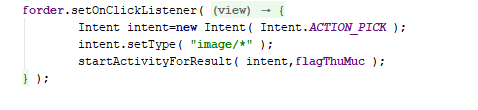 forder.setOnClickListener( (view) → {
Intent intent=new Intent( Intent.ACTION_PICK );
intent.setType( "image/*" );
startActivityForResult( intent,flagThuMuc );
} );